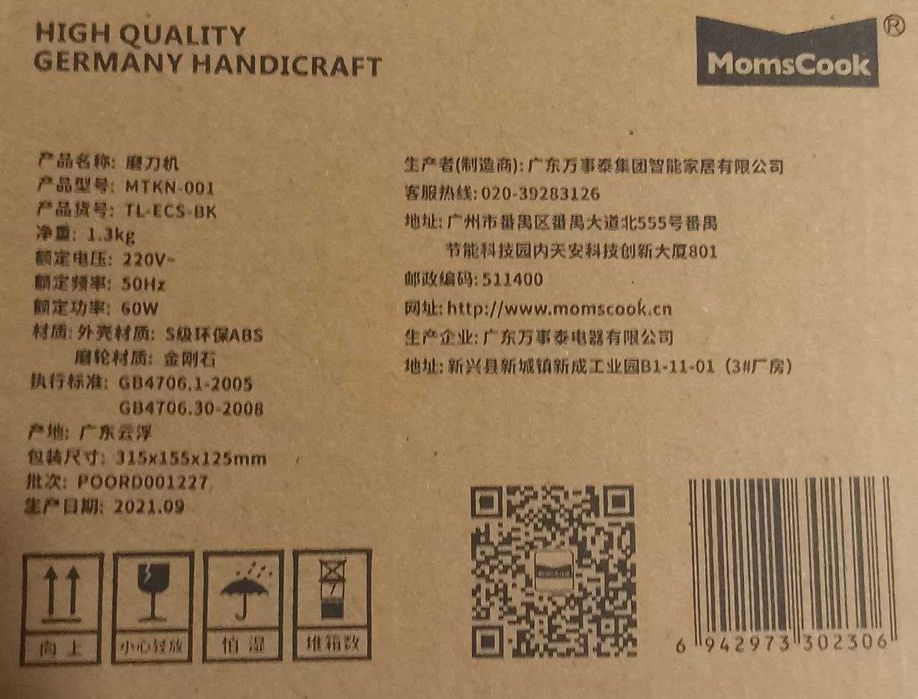 HIGH QUALITY
GERMANY HANDICRAFT
MomsCook®
产品名称: 磨刀机
产品型号: MTKN-001
产品货号: TL-ECS-BK
净重: 1.3kg
额定电压: 220V~
额定频率: 50Hz
额定功率: 60W
材质: 外壳材质: S级环保ABS
磨轮材质: 金刚石
执行标准: GB4706.1-2005
GB4706.30-2008
产地: 广东云浮
包装尺寸: 315x155x125mm
批次: POORD001227
生产日期: 2021.09
生产者(制造商): 广东万事泰集团智能家居有限公司
客服热线: 020-39283126
地址: 广州市番禺区番禺大道北555号番禺
节能科技园内天安科技创新大厦801
邮政编码: 511400
网址: http://www.momscook.cn
生产企业: 广东万事泰电器有限公司
地址: 新兴县新城镇新成工业园B1-11-01（3#厂房）
向上
小心轻放
怕湿
7
堆箱数
6 942973 302306